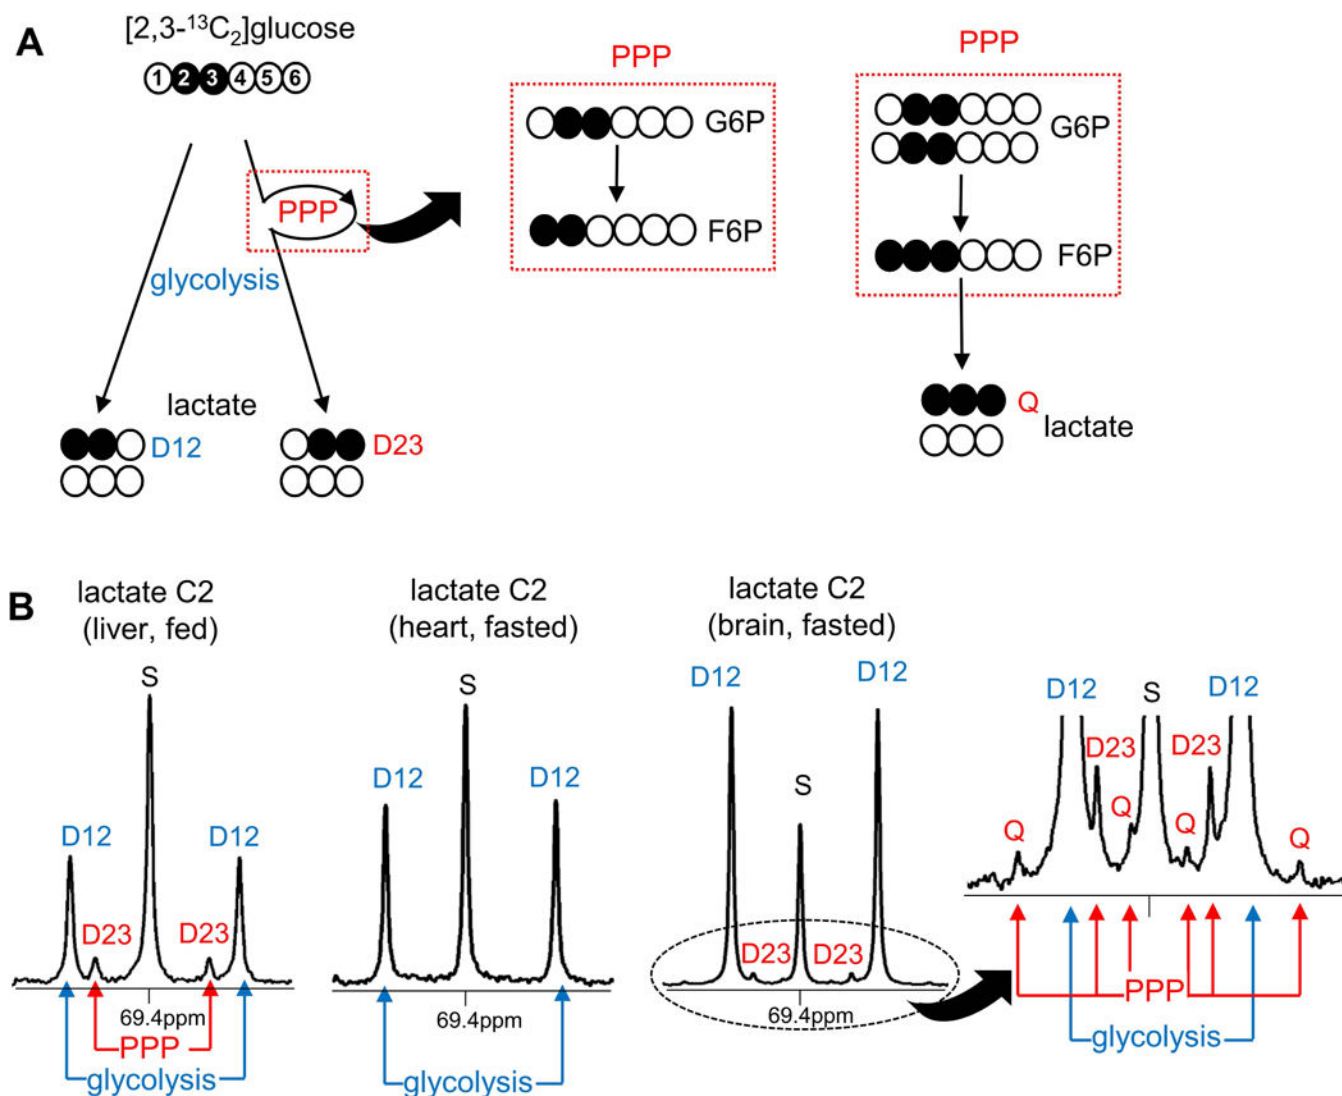 A
[2,3-¹³C₂]glucose
1 2 3 4 5 6
PPP
glycolysis
lactate
D12
D23
PPP
G6P
F6P
PPP
G6P
F6P
Q
lactate
B
lactate C2
(liver, fed)
S
D12
D12
D23
D23
69.4ppm
PPP
glycolysis
lactate C2
(heart, fasted)
S
D12
D12
69.4ppm
glycolysis
lactate C2
(brain, fasted)
D12
D12
S
D23
D23
69.4ppm
D12
S
D12
D23
D23
Q
Q
Q
Q
PPP
glycolysis